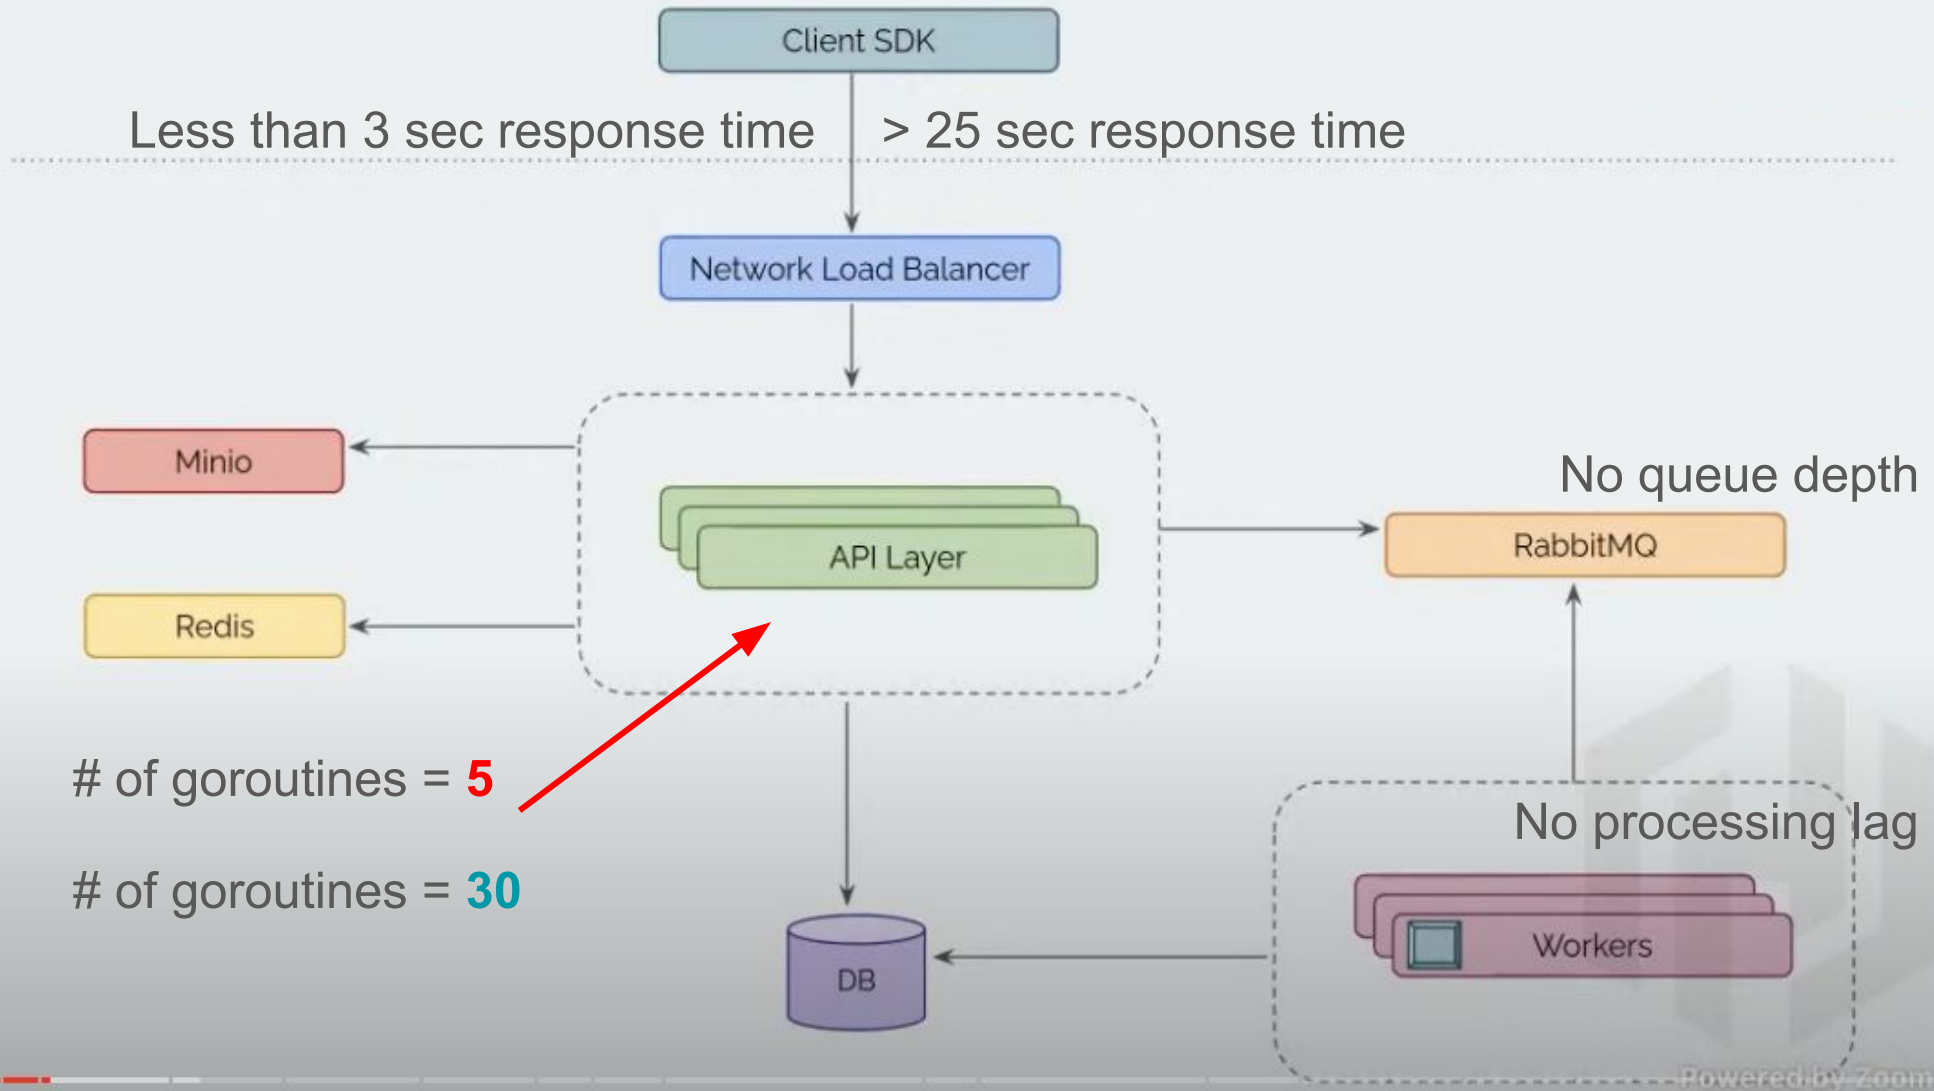 Client SDK
Less than 3 sec response time
> 25 sec response time
Network Load Balancer
Minio
No queue depth
API Layer
RabbitMQ
Redis
# of goroutines = 5
No processing lag
# of goroutines = 30
Workers
DB
Powered by Zoom